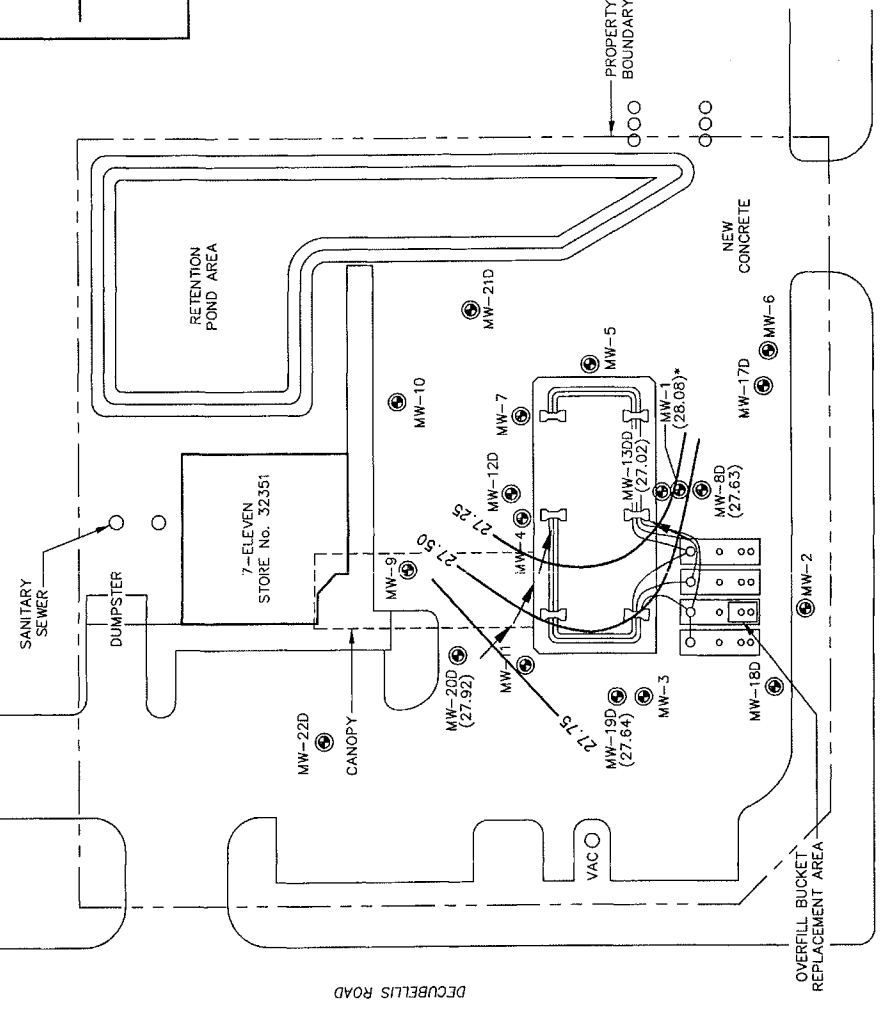 PROPERTY
BOUNDARY
SANITARY
SEWER
DUMPSTER
7-ELEVEN
STORE No. 32351
RETENTION
POND AREA
NEW
CONCRETE
CANOPY
MW-22D
MW-9
MW-10
MW-21D
MW-20D
(27.92)
MW-11
MW-4
MW-12D
MW-7
MW-5
27.25
27.50
27.75
MW-19D
(27.64)
MW-3
MW-13DD
(27.02)
MW-1
(28.08)*
MW-8D
(27.63)
MW-17D
MW-6
MW-18D
MW-2
VAC
OVERFILL BUCKET
REPLACEMENT AREA
DECUBELLIS ROAD